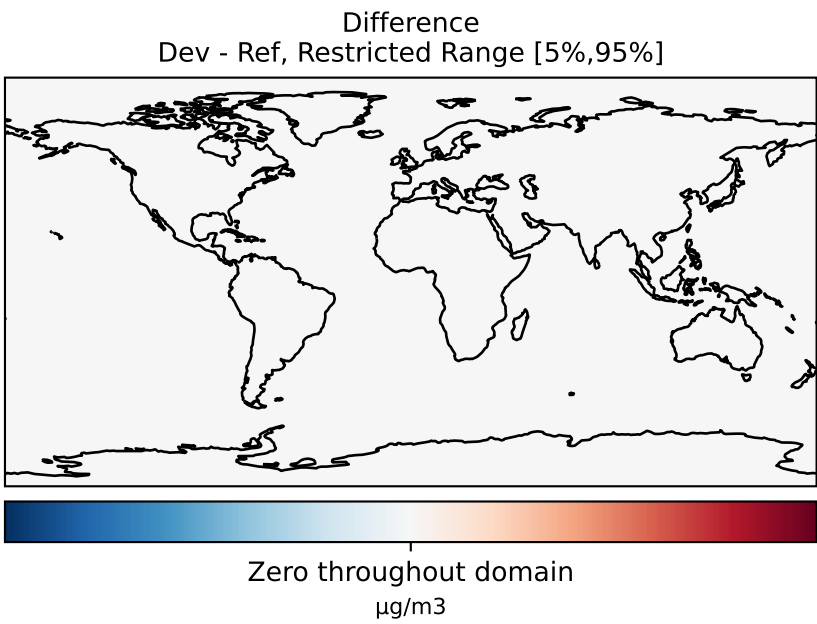 Difference
Dev - Ref, Restricted Range [5%,95%]
Zero throughout domain
μg/m3